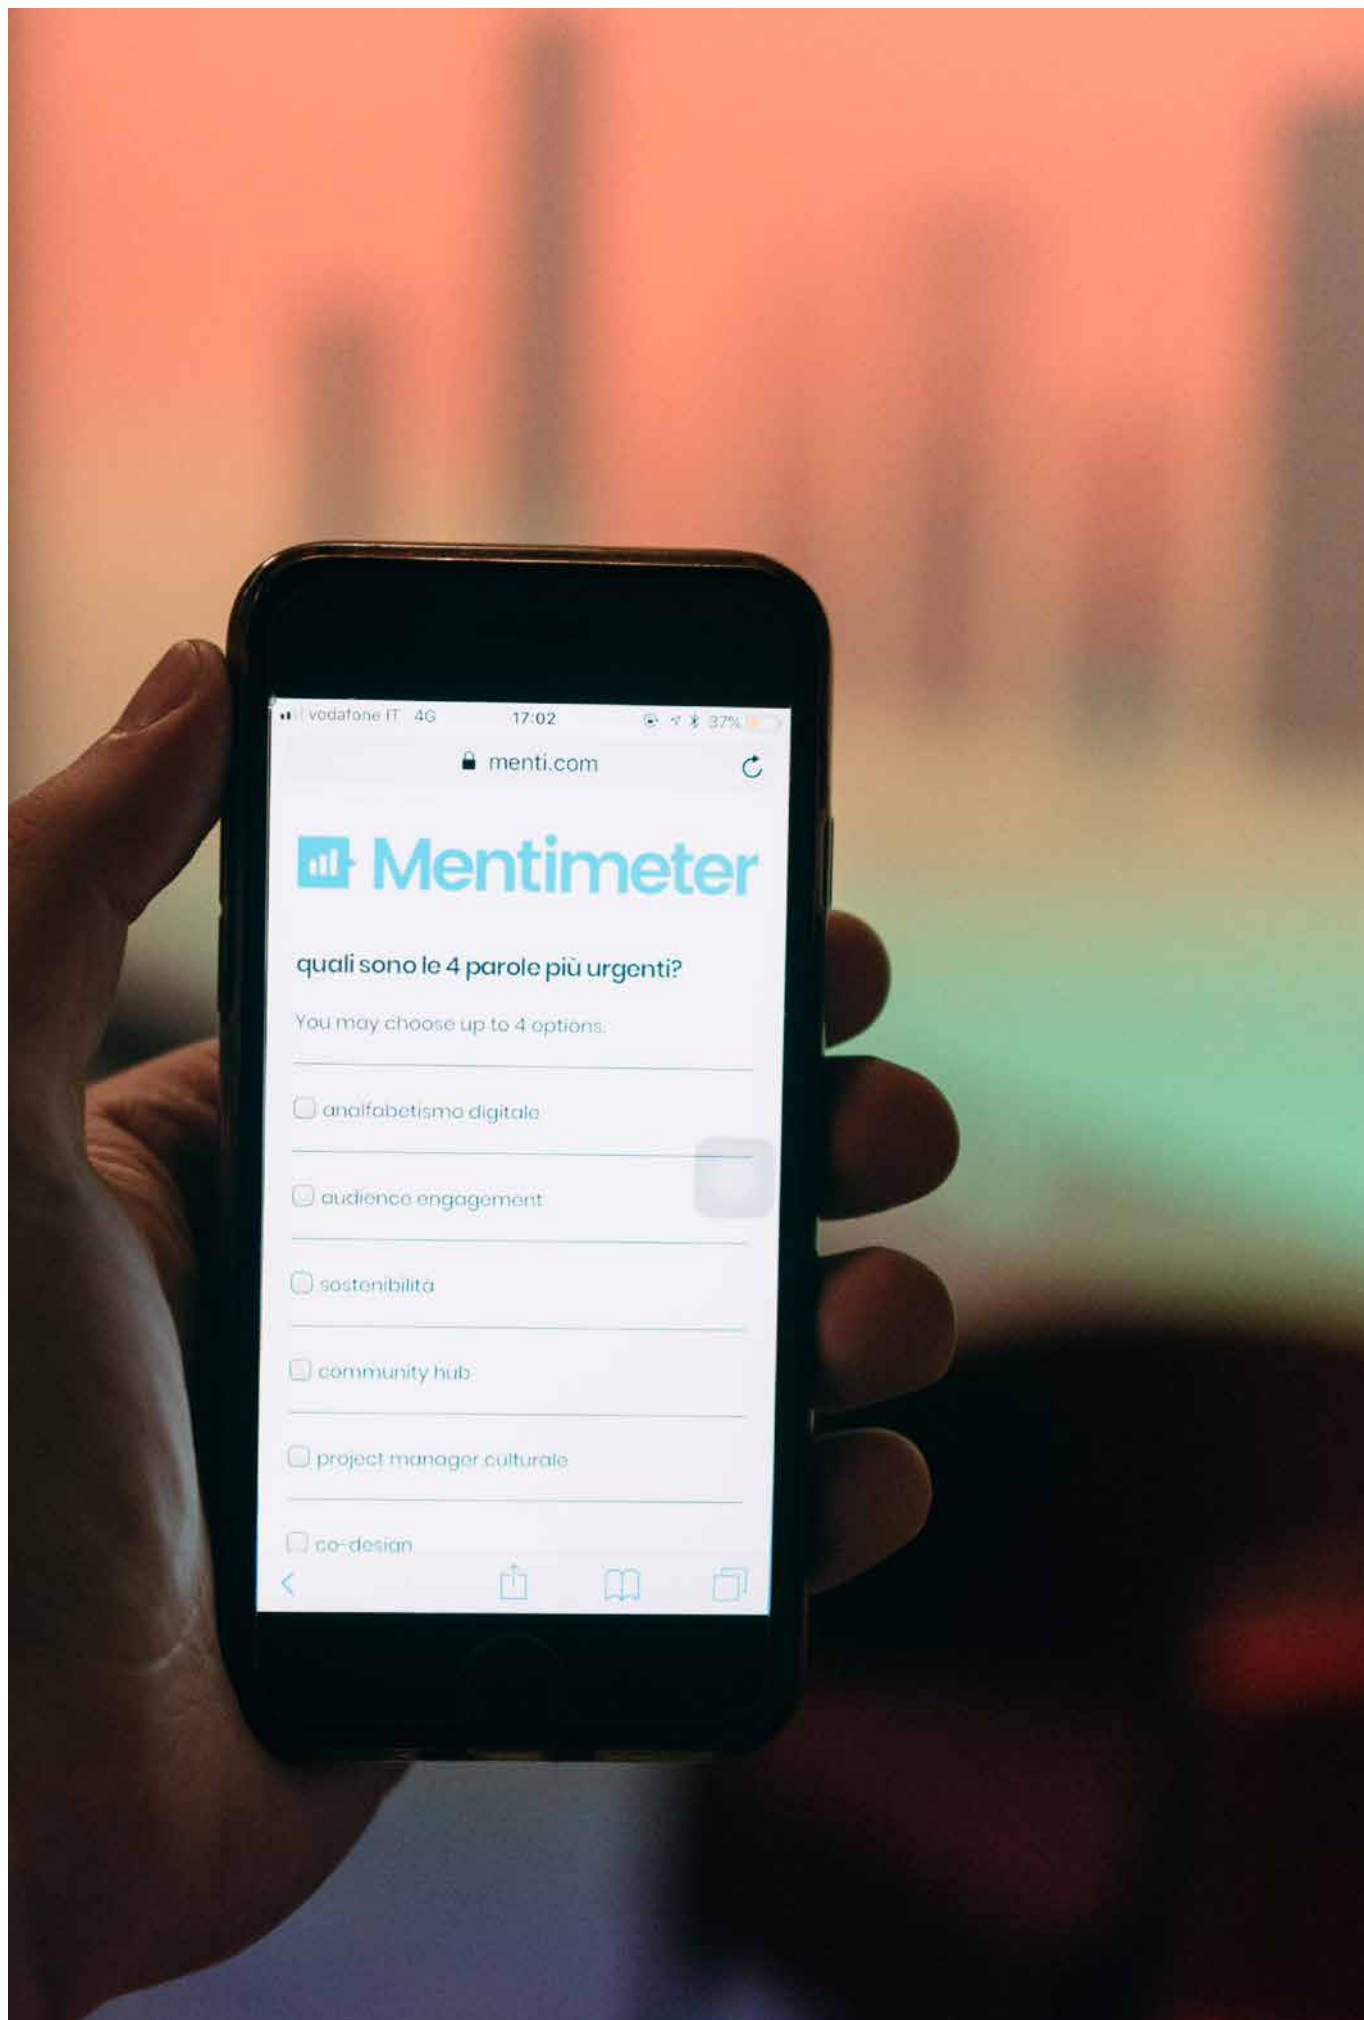 vodafone IT 4G 17:02 37%
menti.com
Mentimeter
quali sono le 4 parole più urgenti?
You may choose up to 4 options.
analfabetismo digitale
audience engagement
sostenibilità
community hub
project manager culturale
co-design